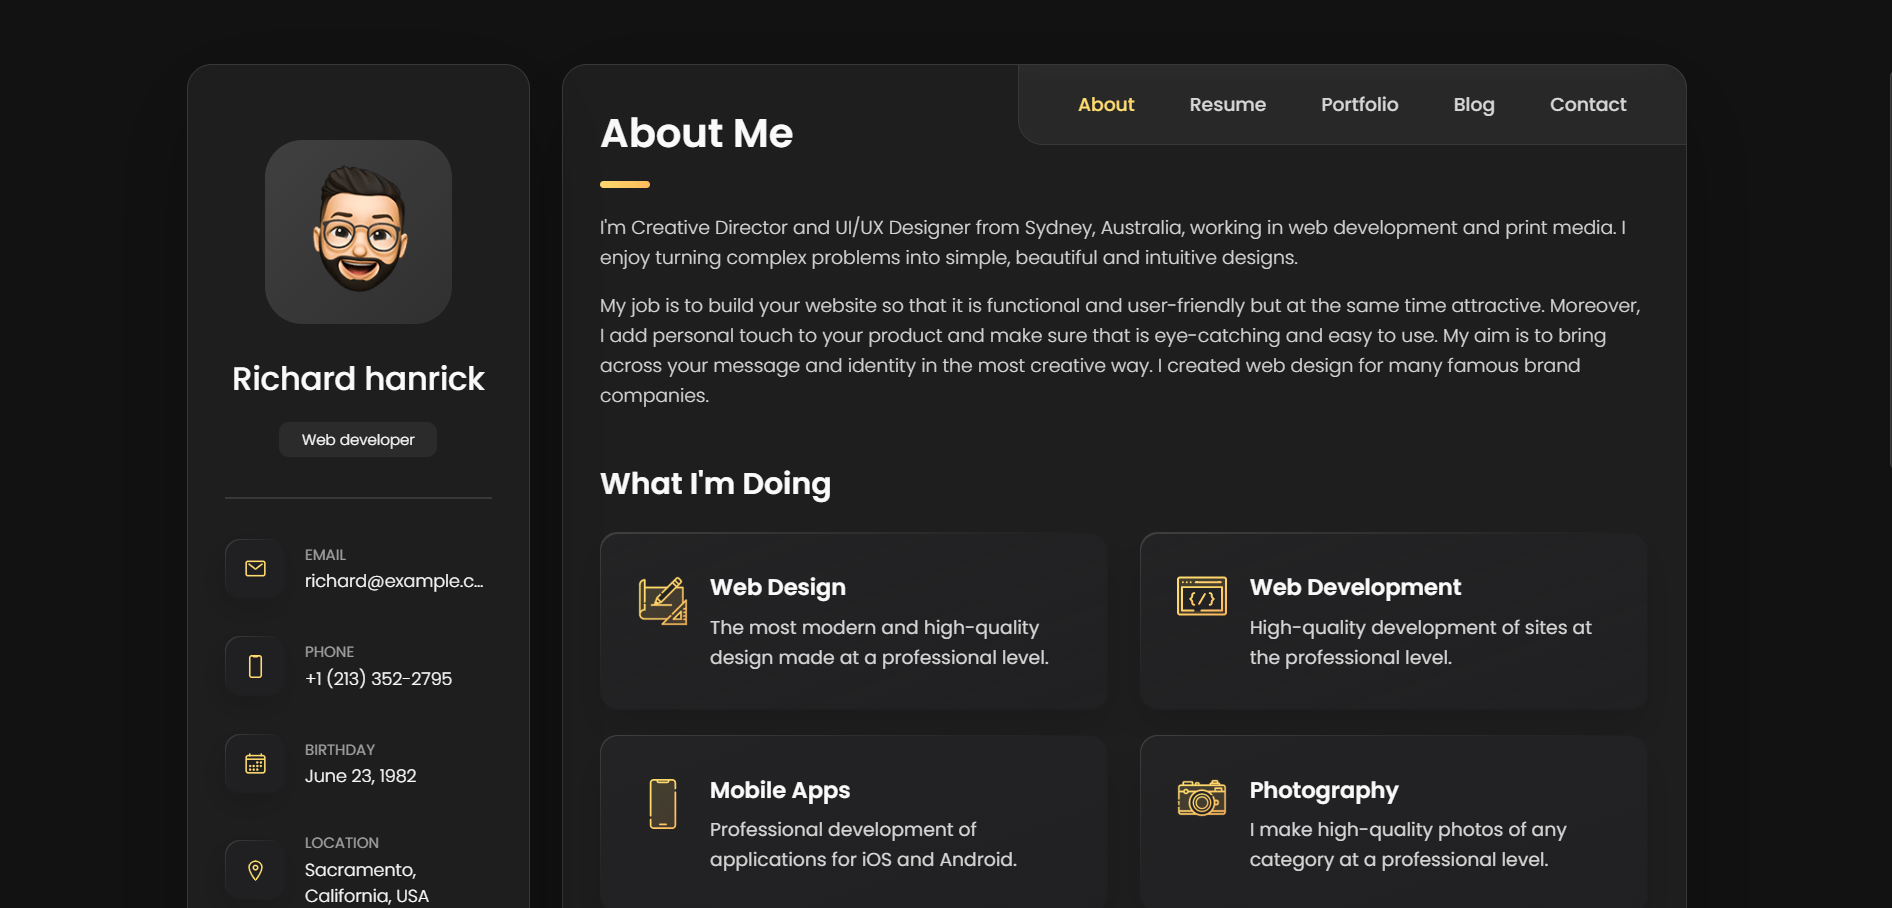 Richard hanrick
Web developer
EMAIL
richard@example.c...
PHONE
+1 (213) 352-2795
BIRTHDAY
June 23, 1982
LOCATION
Sacramento,
California, USA
About
Resume
Portfolio
Blog
Contact
About Me
I'm Creative Director and UI/UX Designer from Sydney, Australia, working in web development and print media. I
enjoy turning complex problems into simple, beautiful and intuitive designs.
My job is to build your website so that it is functional and user-friendly but at the same time attractive. Moreover,
I add personal touch to your product and make sure that is eye-catching and easy to use. My aim is to bring
across your message and identity in the most creative way. I created web design for many famous brand
companies.
What I'm Doing
Web Design
The most modern and high-quality
design made at a professional level.
Web Development
High-quality development of sites at
the professional level.
Mobile Apps
Professional development of
applications for iOS and Android.
Photography
I make high-quality photos of any
category at a professional level.